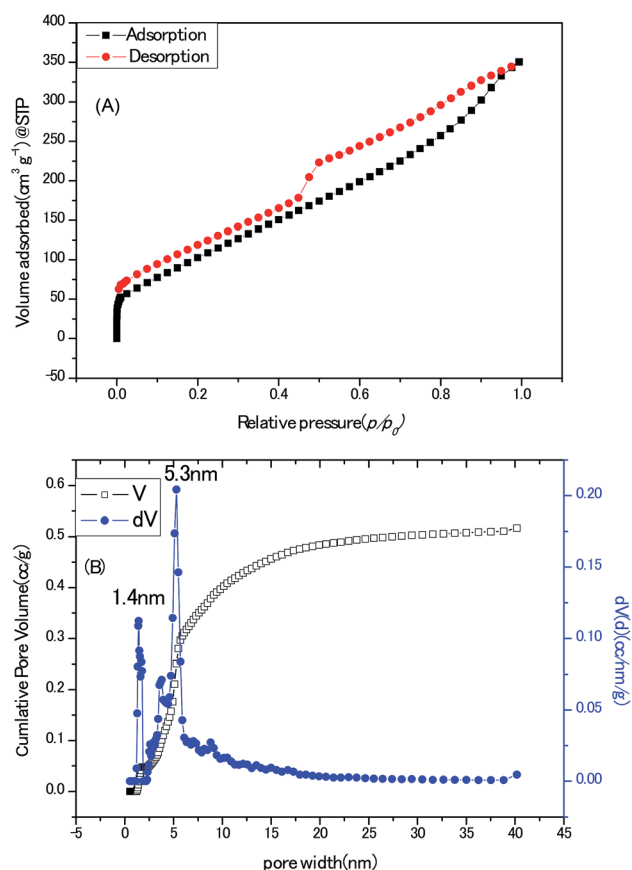 400
350
300
250
200
150
100
50
0
-50
Adsorption
Desorption
(A)
Volume adsorbed(cm³ g⁻¹) @STP
0.0 0.2 0.4 0.6 0.8 1.0
Relative pressure(p/p₀)
0.6
0.5
0.4
0.3
0.2
0.1
0.0
V
dV
5.3nm
(B)
1.4nm
Cumlative Pore Volume(cc/g)
0.20
0.15
0.10
0.05
0.00
dV(d)(cc/nm/g)
-5 0 5 10 15 20 25 30 35 40 45
pore width(nm)